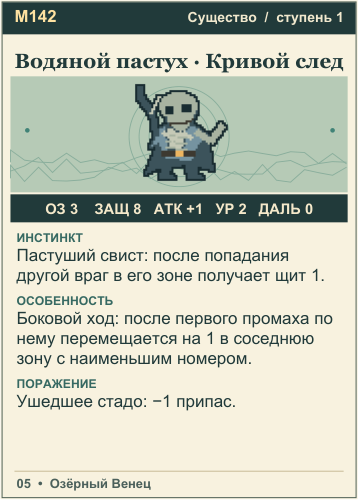 М142
Существо / ступень 1
Водяной пастух · Кривой след
ОЗ 3 ЗАЩ 8 АТК +1 УР 2 ДАЛЬ 0
ИНСТИНКТ
Пастуший свист: после попадания
другой враг в его зоне получает щит 1.
ОСОБЕННОСТЬ
Боковой ход: после первого промаха по
нему перемещается на 1 в соседнюю
зону с наименьшим номером.
ПОРАЖЕНИЕ
Ушедшее стадо: −1 припас.
05 • Озёрный Венец